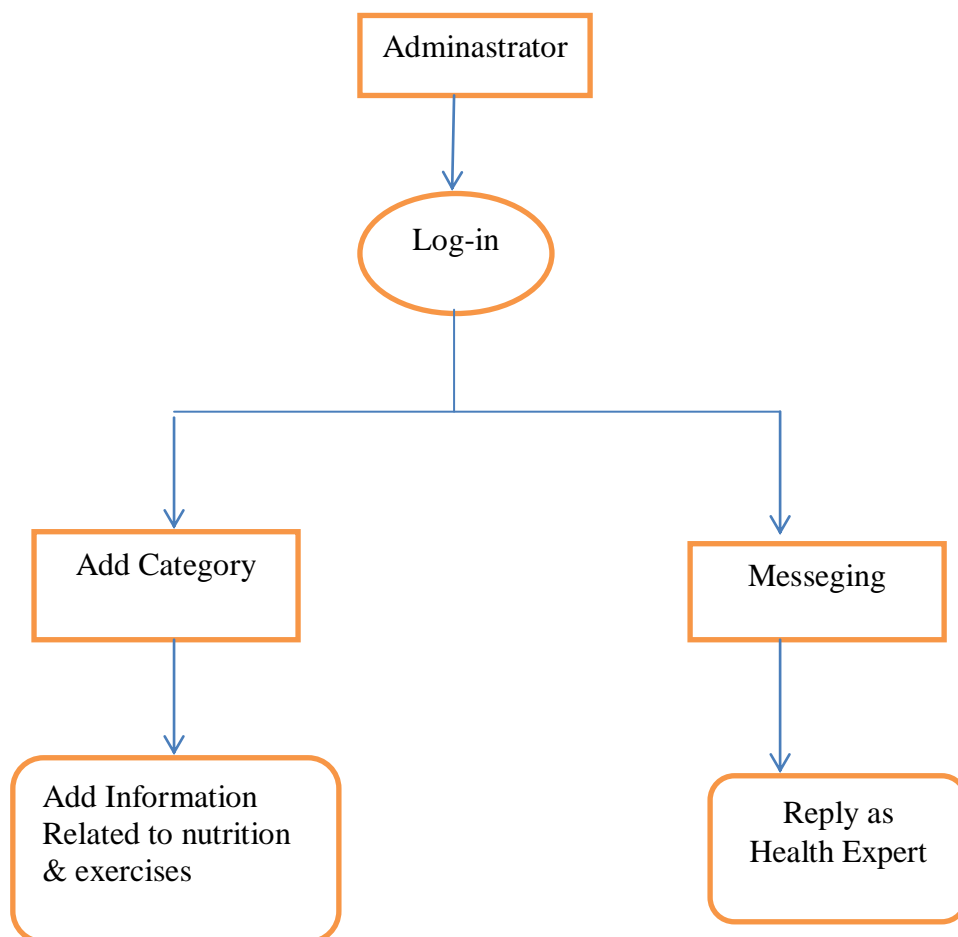 Adminastrator
Log-in
Add Category
Messeging
Add Information
Related to nutrition
& exercises
Reply as
Health Expert